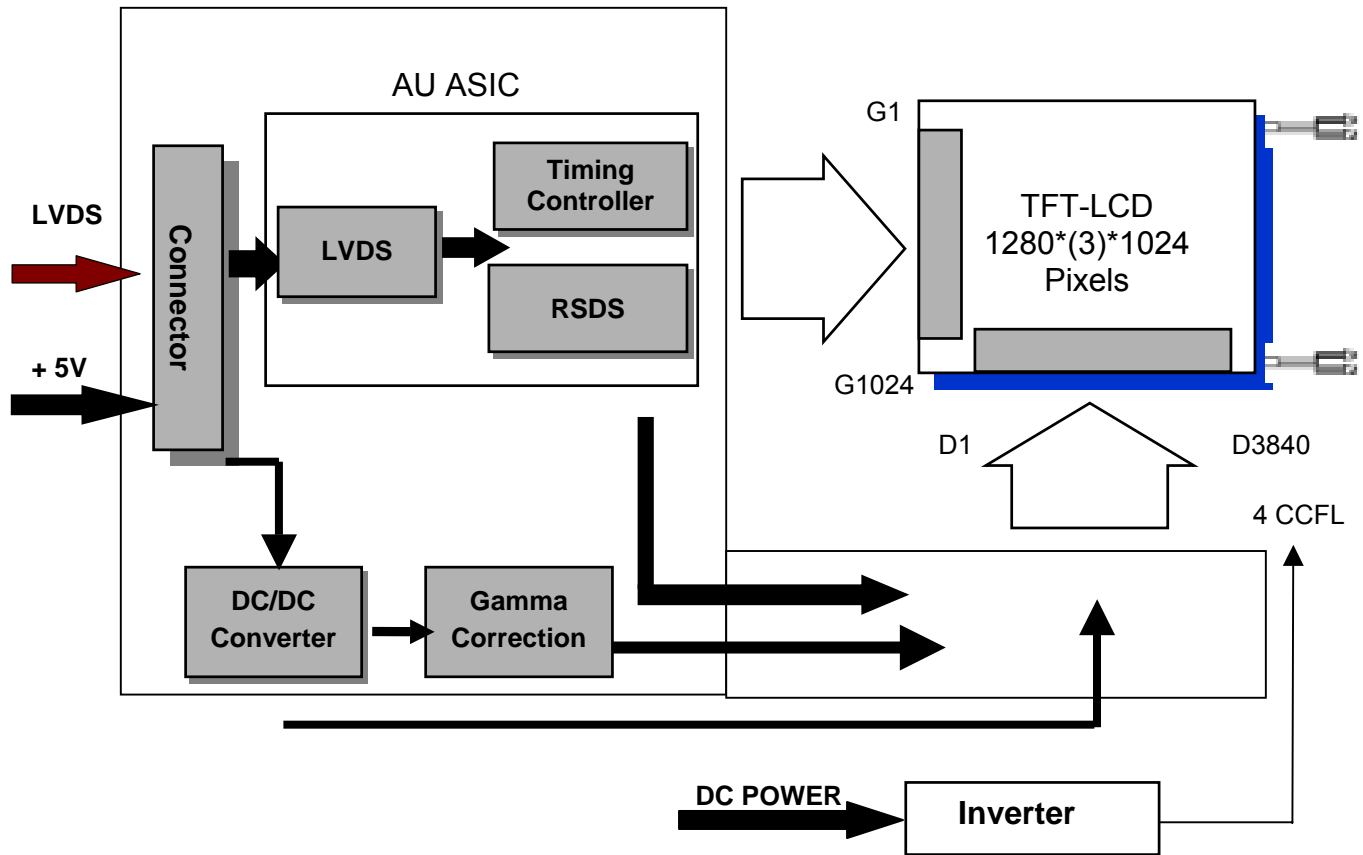 AU ASIC
G1
Timing
Controller
LVDS
Connector
LVDS
TFT-LCD
1280*(3)*1024
Pixels
RSDS
+ 5V
G1024
D1
D3840
4 CCFL
DC/DC
Converter
Gamma
Correction
DC POWER
Inverter